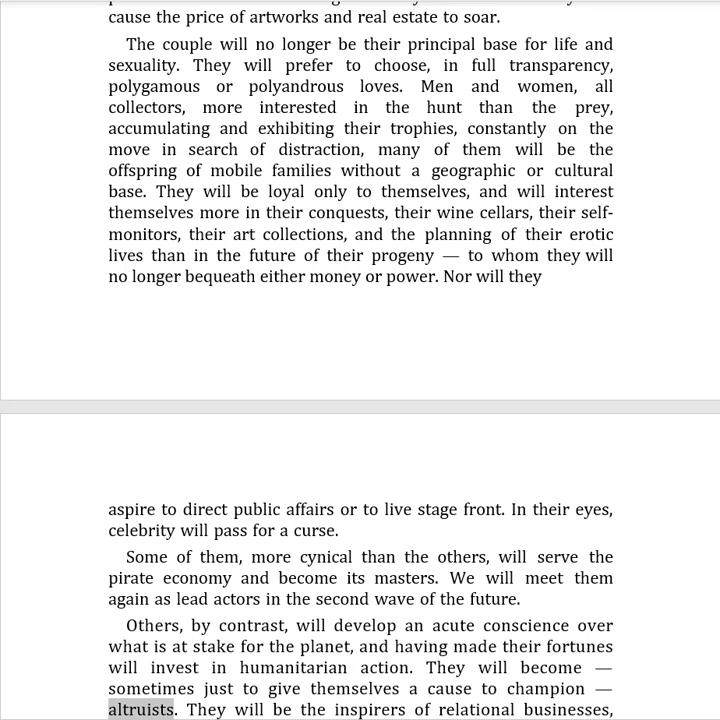 cause the price of artworks and real estate to soar.
The couple will no longer be their principal base for life and
sexuality. They will prefer to choose, in full transparency,
polygamous or polyandrous loves. Men and women, all
collectors, more interested in the hunt than the prey,
accumulating and exhibiting their trophies, constantly on the
move in search of distraction, many of them will be the
offspring of mobile families without a geographic or cultural
base. They will be loyal only to themselves, and will interest
themselves more in their conquests, their wine cellars, their self-
monitors, their art collections, and the planning of their erotic
lives than in the future of their progeny — to whom they will
no longer bequeath either money or power. Nor will they
aspire to direct public affairs or to live stage front. In their eyes,
celebrity will pass for a curse.
Some of them, more cynical than the others, will serve the
pirate economy and become its masters. We will meet them
again as lead actors in the second wave of the future.
Others, by contrast, will develop an acute conscience over
what is at stake for the planet, and having made their fortunes
will invest in humanitarian action. They will become —
sometimes just to give themselves a cause to champion —
altruists. They will be the inspirers of relational businesses,